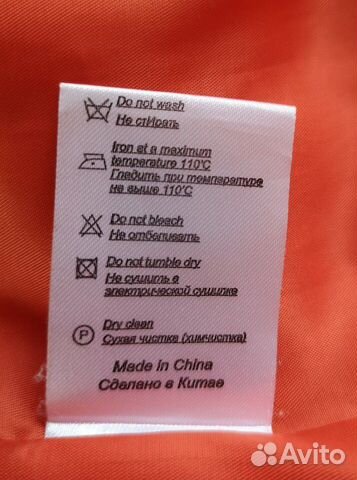 Do not wash
Не стирать
Iron at a maximum
temperature 110°C
Гладить при температуре
не выше 110°C
Do not bleach
Не отбеливать
Do not tumble dry
Не сушить в
электрической сушилке
P
Dry clean
Сухая чистка (химчистка)
Made in China
Сделано в Китае
Avito